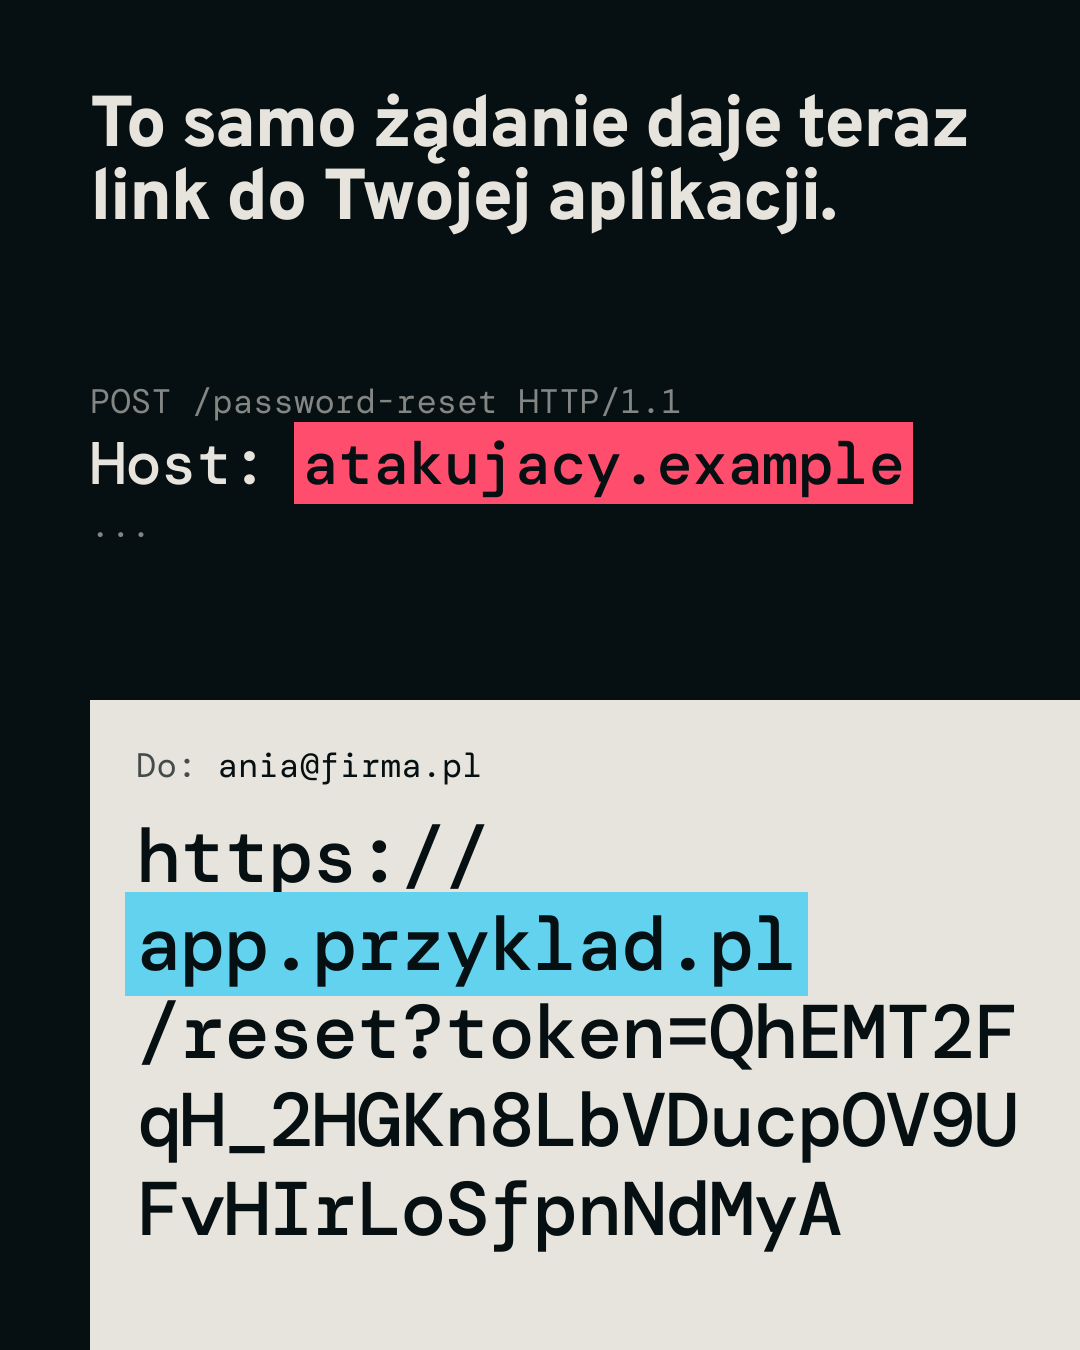 To samo żądanie daje teraz
link do Twojej aplikacji.
POST /password-reset HTTP/1.1
Host: atakujacy.example
...
Do: ania@firma.pl
https://
app.przyklad.pl
/reset?token=QhEMT2F
qH_2HGKn8LbVDucpOV9U
FvHIrLoSfpnNdMyA